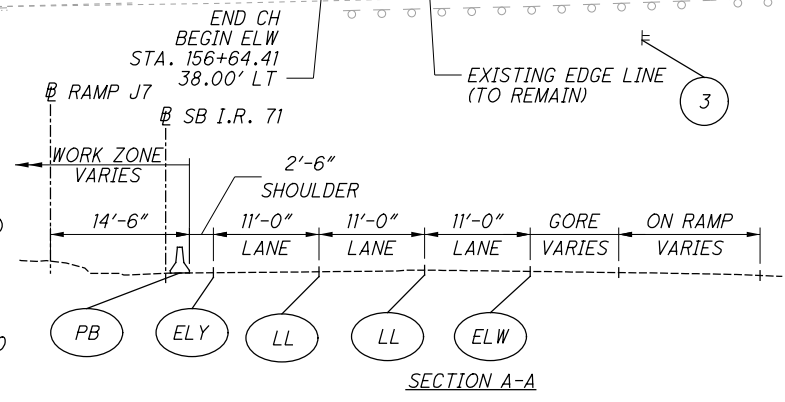 END CH
BEGIN ELW
STA. 156+64.41
38.00' LT
EXISTING EDGE LINE
(TO REMAIN)
3
℄ RAMP J7
℄ SB I.R. 71
WORK ZONE
VARIES
2'-6"
SHOULDER
14'-6"
11'-0"
LANE
11'-0"
LANE
11'-0"
LANE
GORE
VARIES
ON RAMP
VARIES
PB
ELY
LL
LL
ELW
SECTION A-A